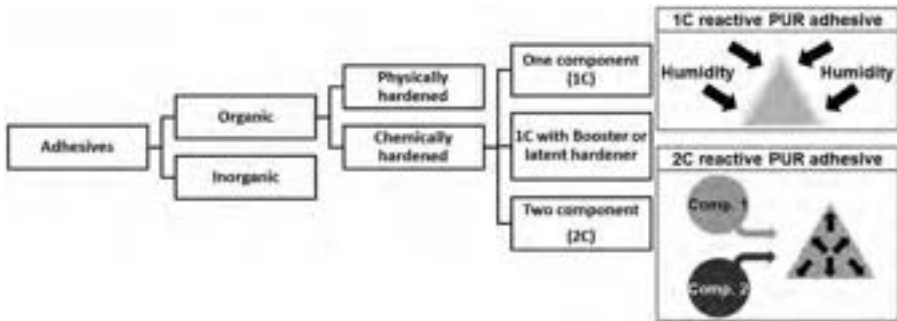 Adhesives
Organic
Inorganic
Physically
hardened
Chemically
hardened
One component
(1C)
1C with Booster or
latent hardener
Two component
(2C)
1C reactive PUR adhesive
Humidity
Humidity
2C reactive PUR adhesive
Comp. 1
Comp. 2